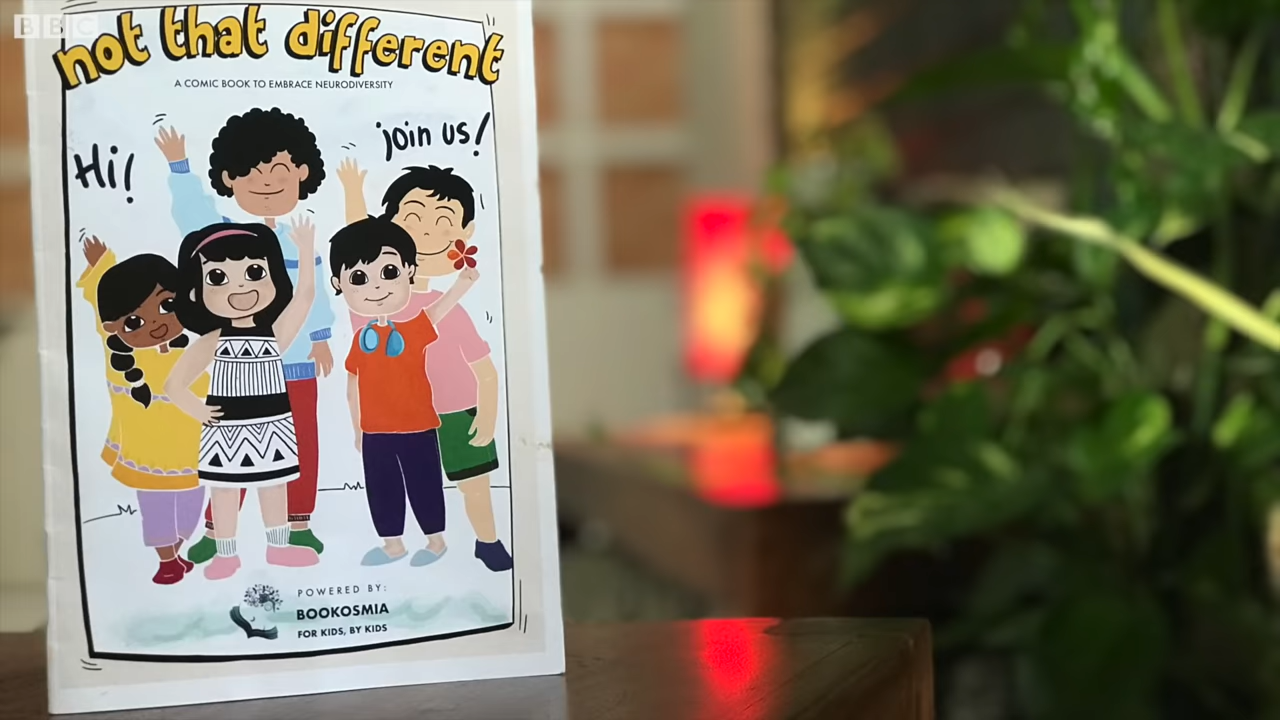 BBC
not that different
A COMIC BOOK TO EMBRACE NEURODIVERSITY
Hi!
join us!
POWERED BY:
BOOKOSMIA
FOR KIDS, BY KIDS